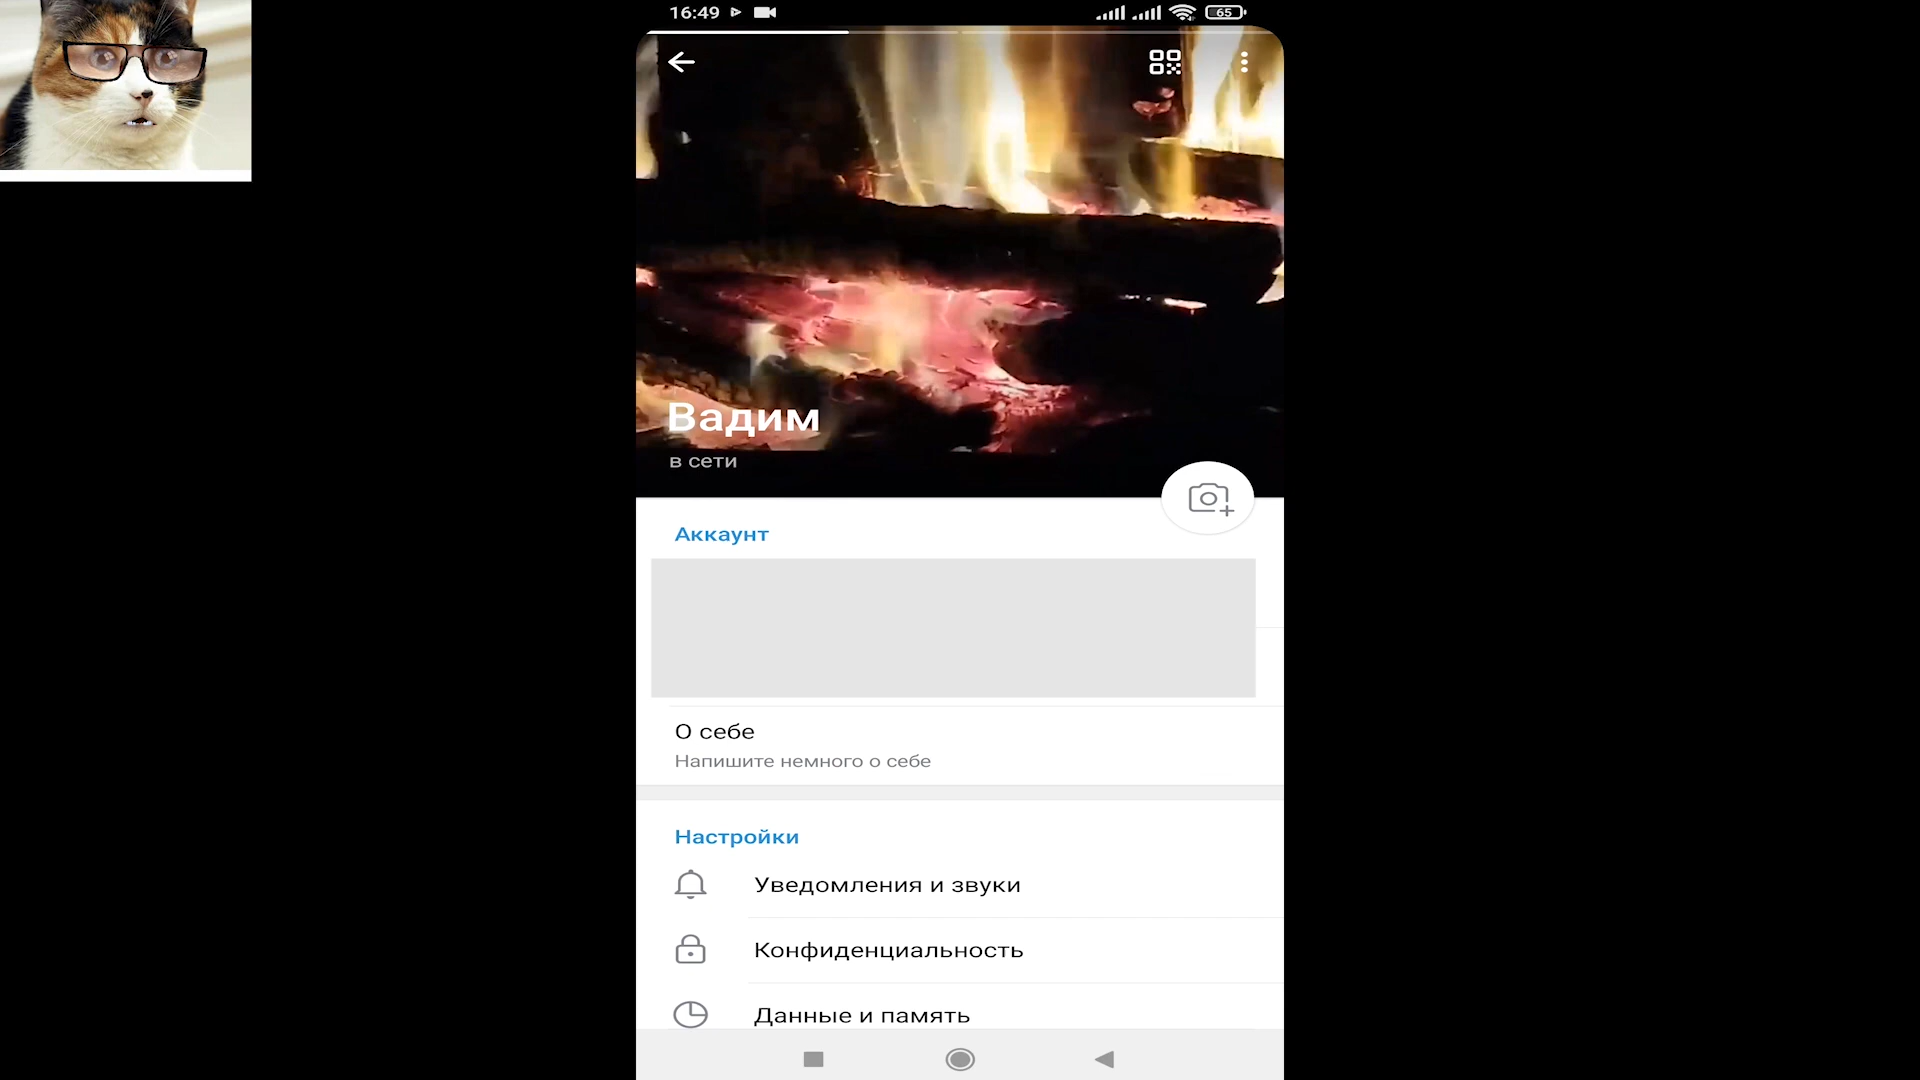 16:49
65
Вадим
в сети
Аккаунт
О себе
Напишите немного о себе
Настройки
Уведомления и звуки
Конфиденциальность
Данные и память